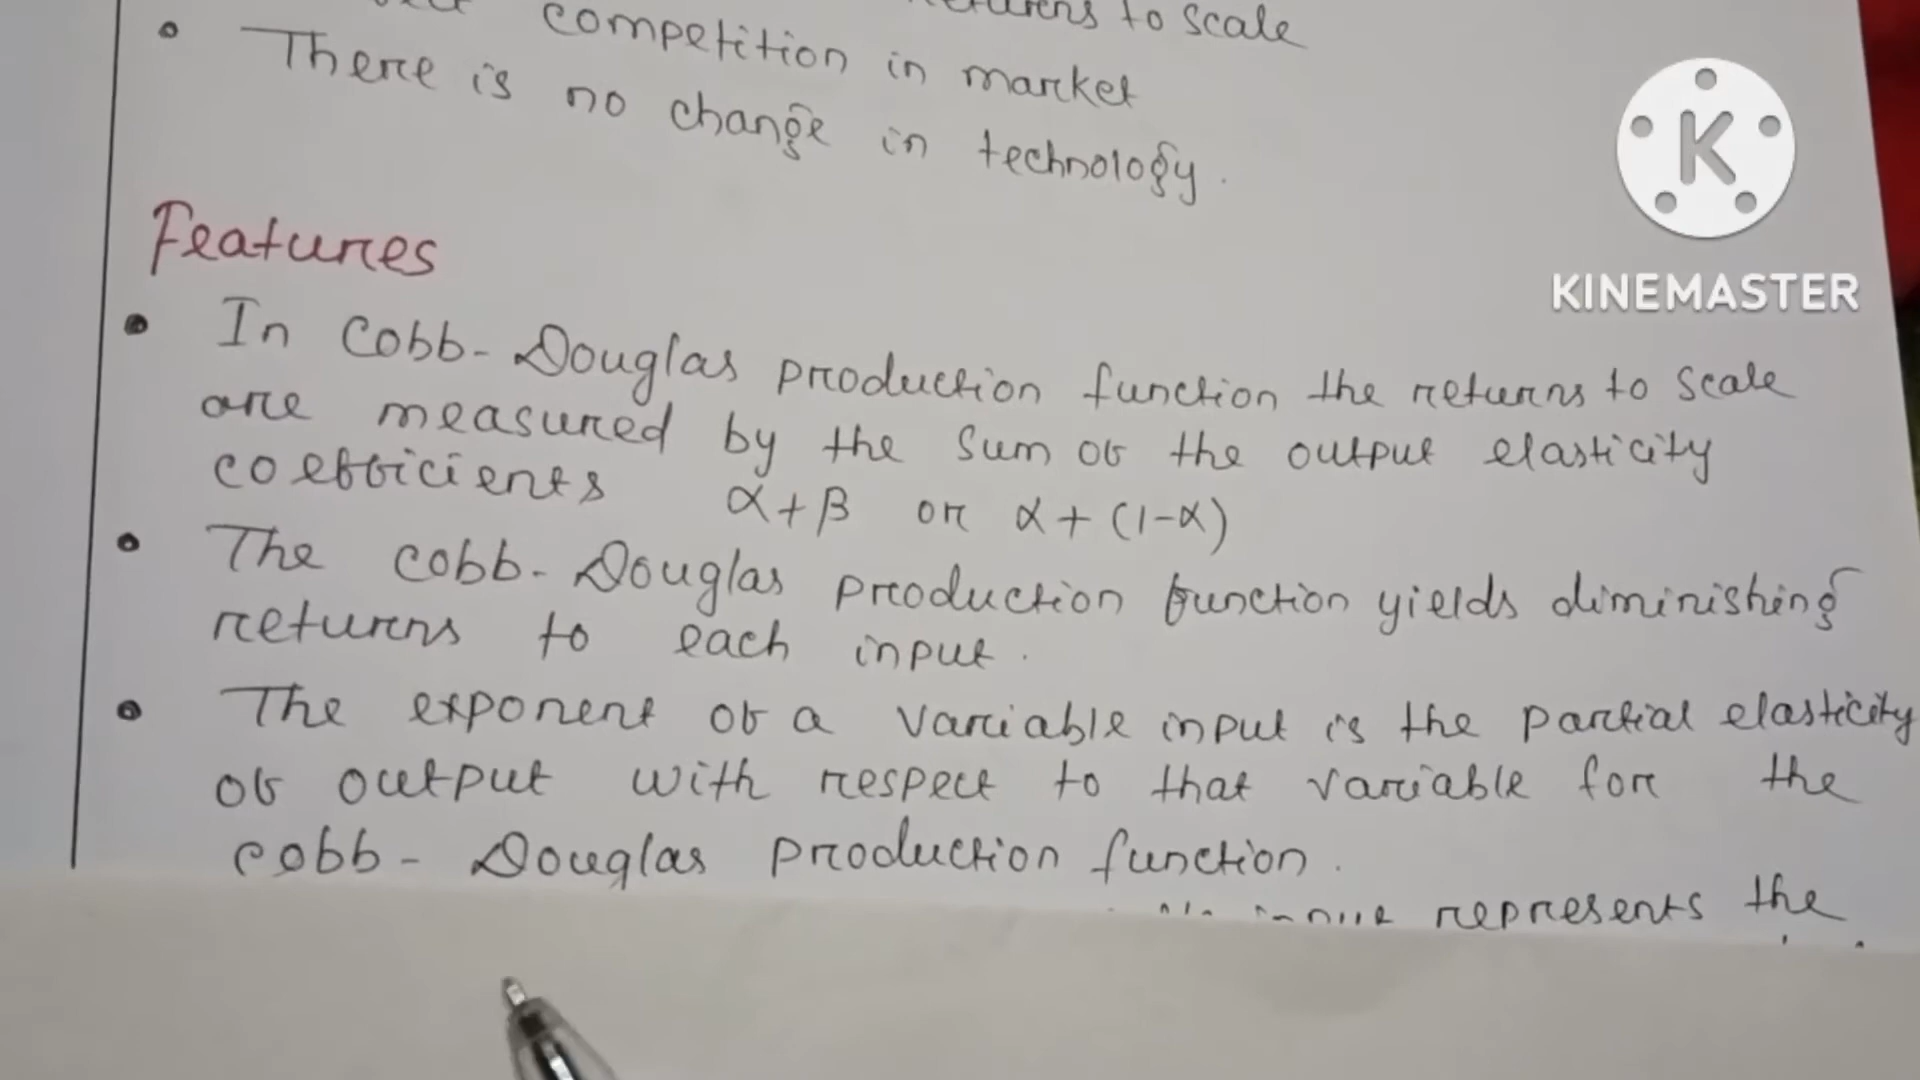 returns to scale
competition in market
• There is no change in technology.
Features
• In Cobb-Douglas production function the returns to scale
are measured by the sum of the output elasticity
coefficients α+β or α+(1-α)
• The cobb-Douglas production function yields diminishing
returns to each input.
• The exponent of a variable input is the partial elasticity
of output with respect to that variable for the
cobb-Douglas production function.
represents the
K
KINEMASTER